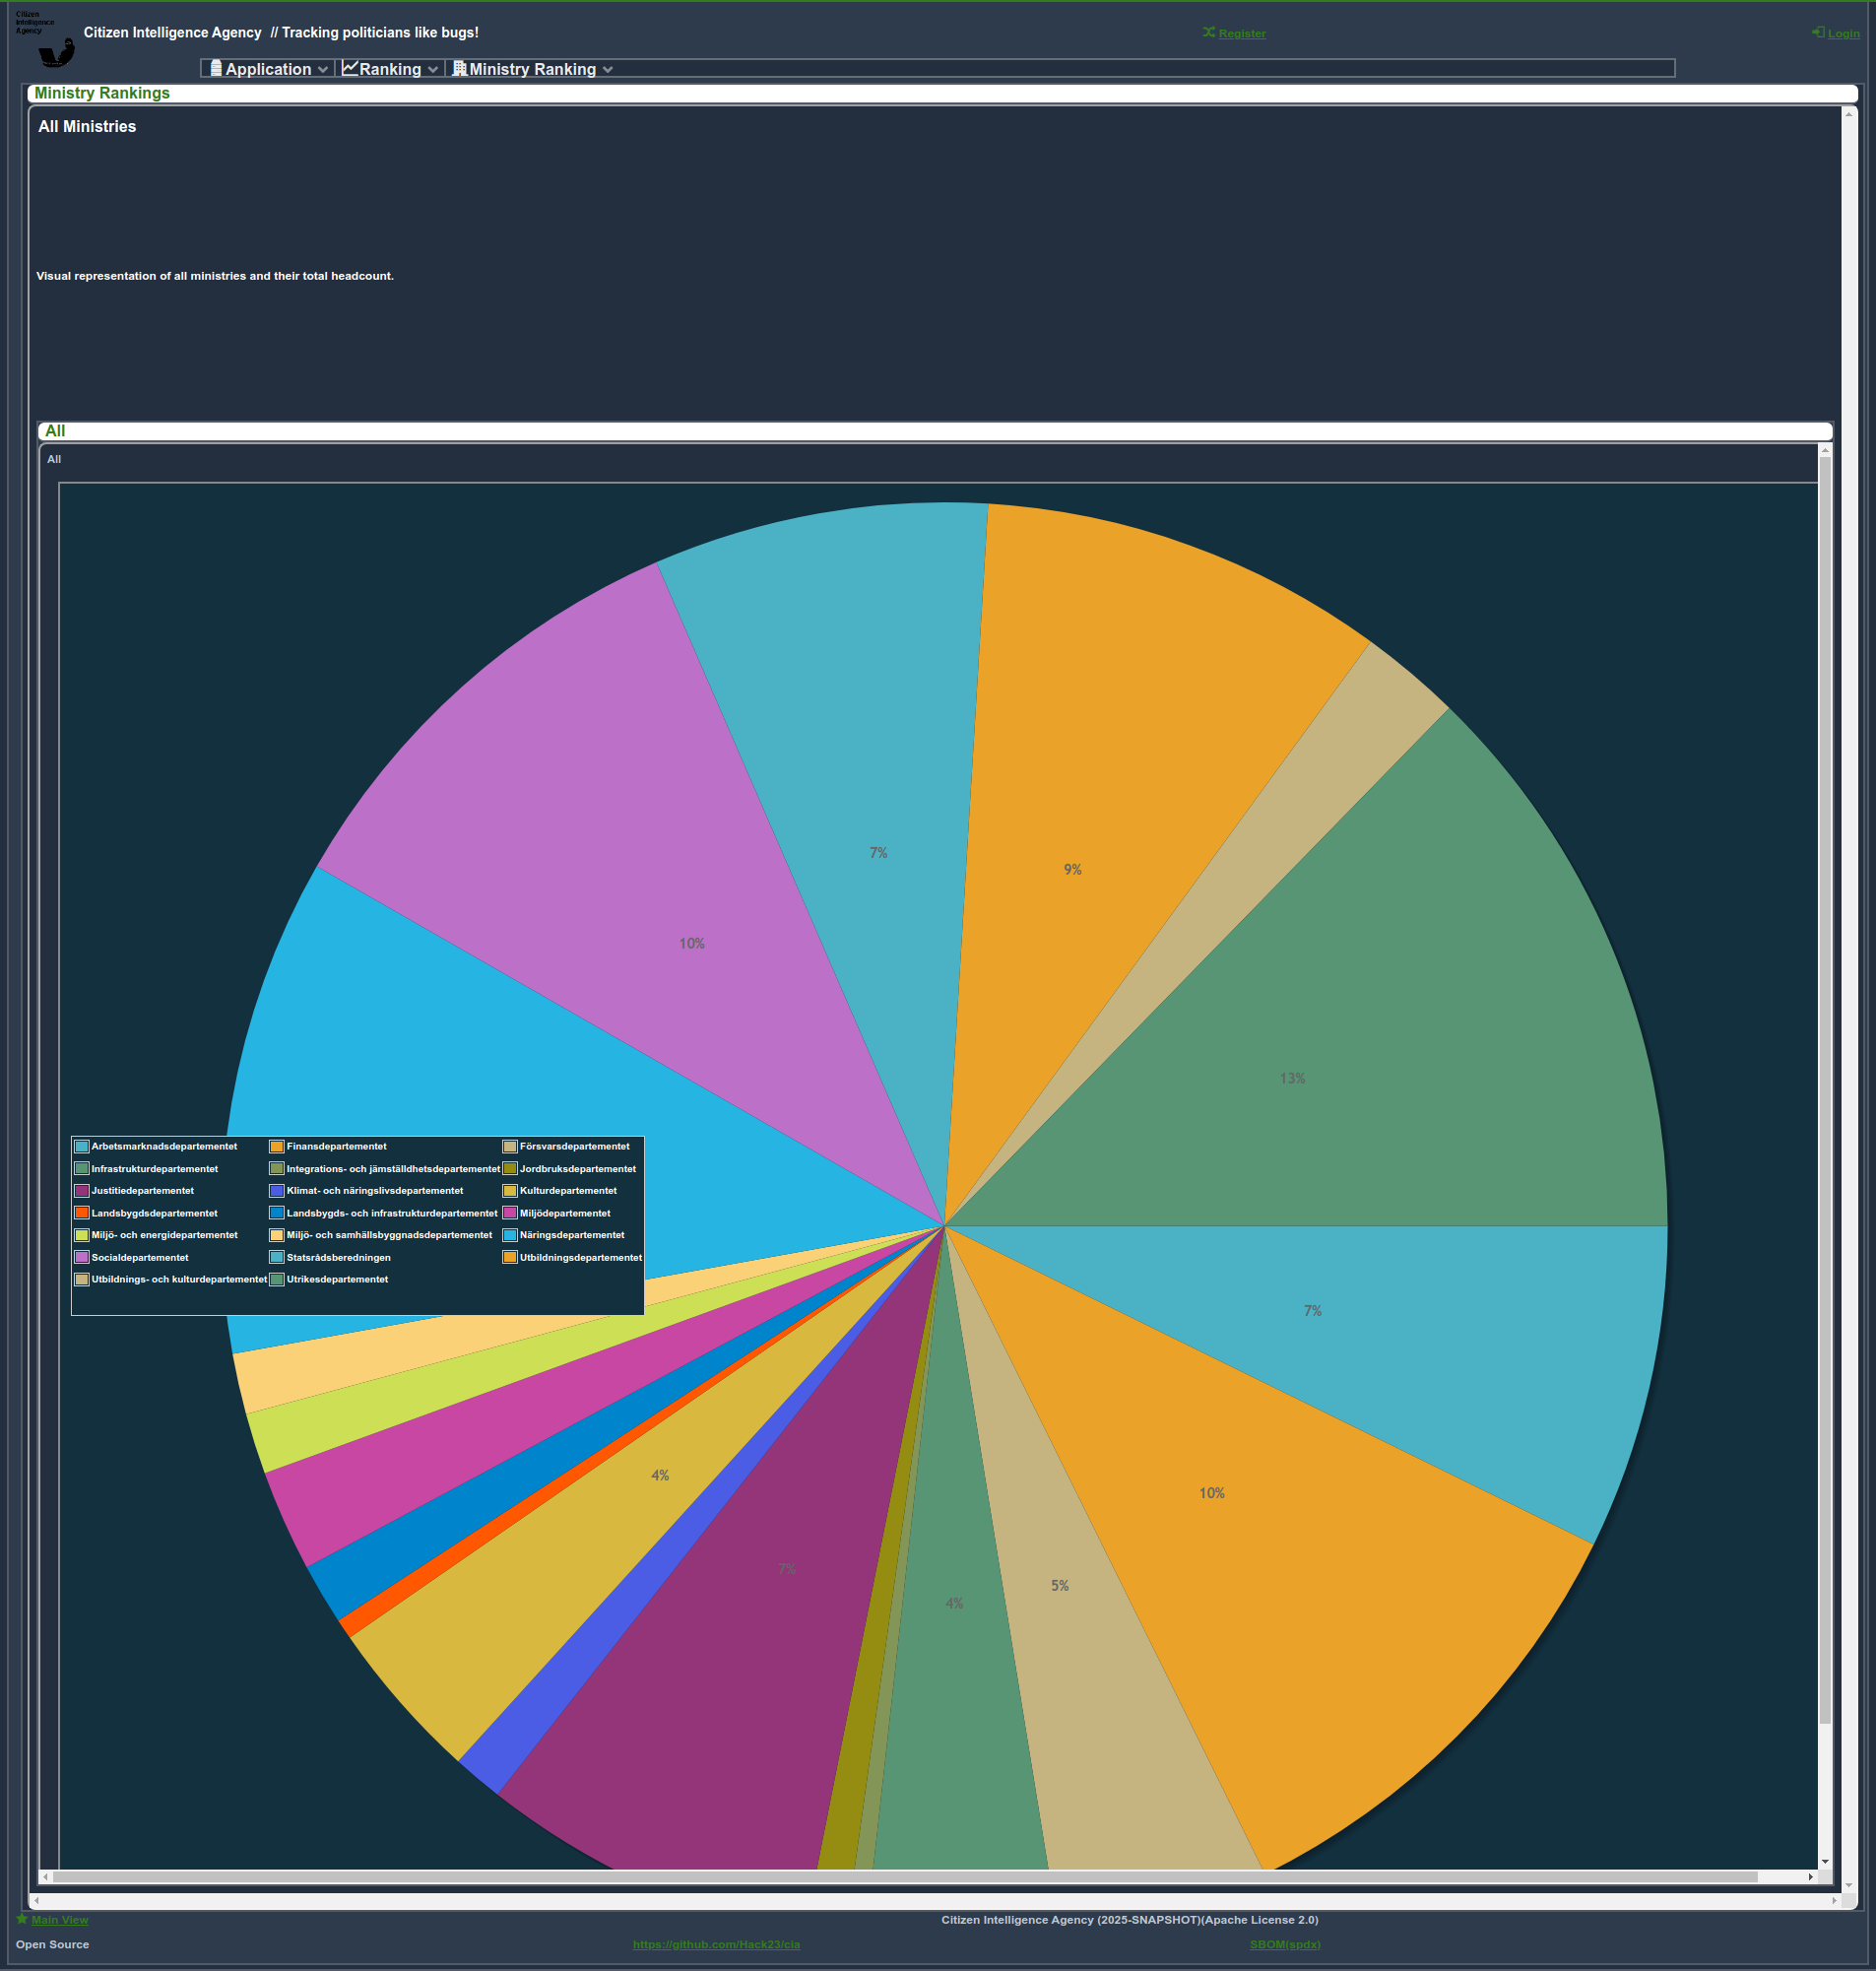 Citizen
Intelligence
Agency
Citizen Intelligence Agency // Tracking politicians like bugs!
Register
Login
Application
Ranking
Ministry Ranking
Ministry Rankings
All Ministries
Visual representation of all ministries and their total headcount.
All
All
7%
9%
10%
13%
Arbetsmarknadsdepartementet
Finansdepartementet
Försvarsdepartementet
Infrastrukturdepartementet
Integrations- och jämställdhetsdepartementet
Jordbruksdepartementet
Justitiedepartementet
Klimat- och näringslivsdepartementet
Kulturdepartementet
Landsbygdsdepartementet
Landsbygds- och infrastrukturdepartementet
Miljödepartementet
Miljö- och energidepartementet
Miljö- och samhällsbyggnadsdepartementet
Näringsdepartementet
Socialdepartementet
Statsrådsberedningen
Utbildningsdepartementet
Utbildnings- och kulturdepartementet
Utrikesdepartementet
7%
4%
10%
7%
5%
4%
Main View
Citizen Intelligence Agency (2025-SNAPSHOT)(Apache License 2.0)
Open Source
https://github.com/Hack23/cia
SBOM(spdx)